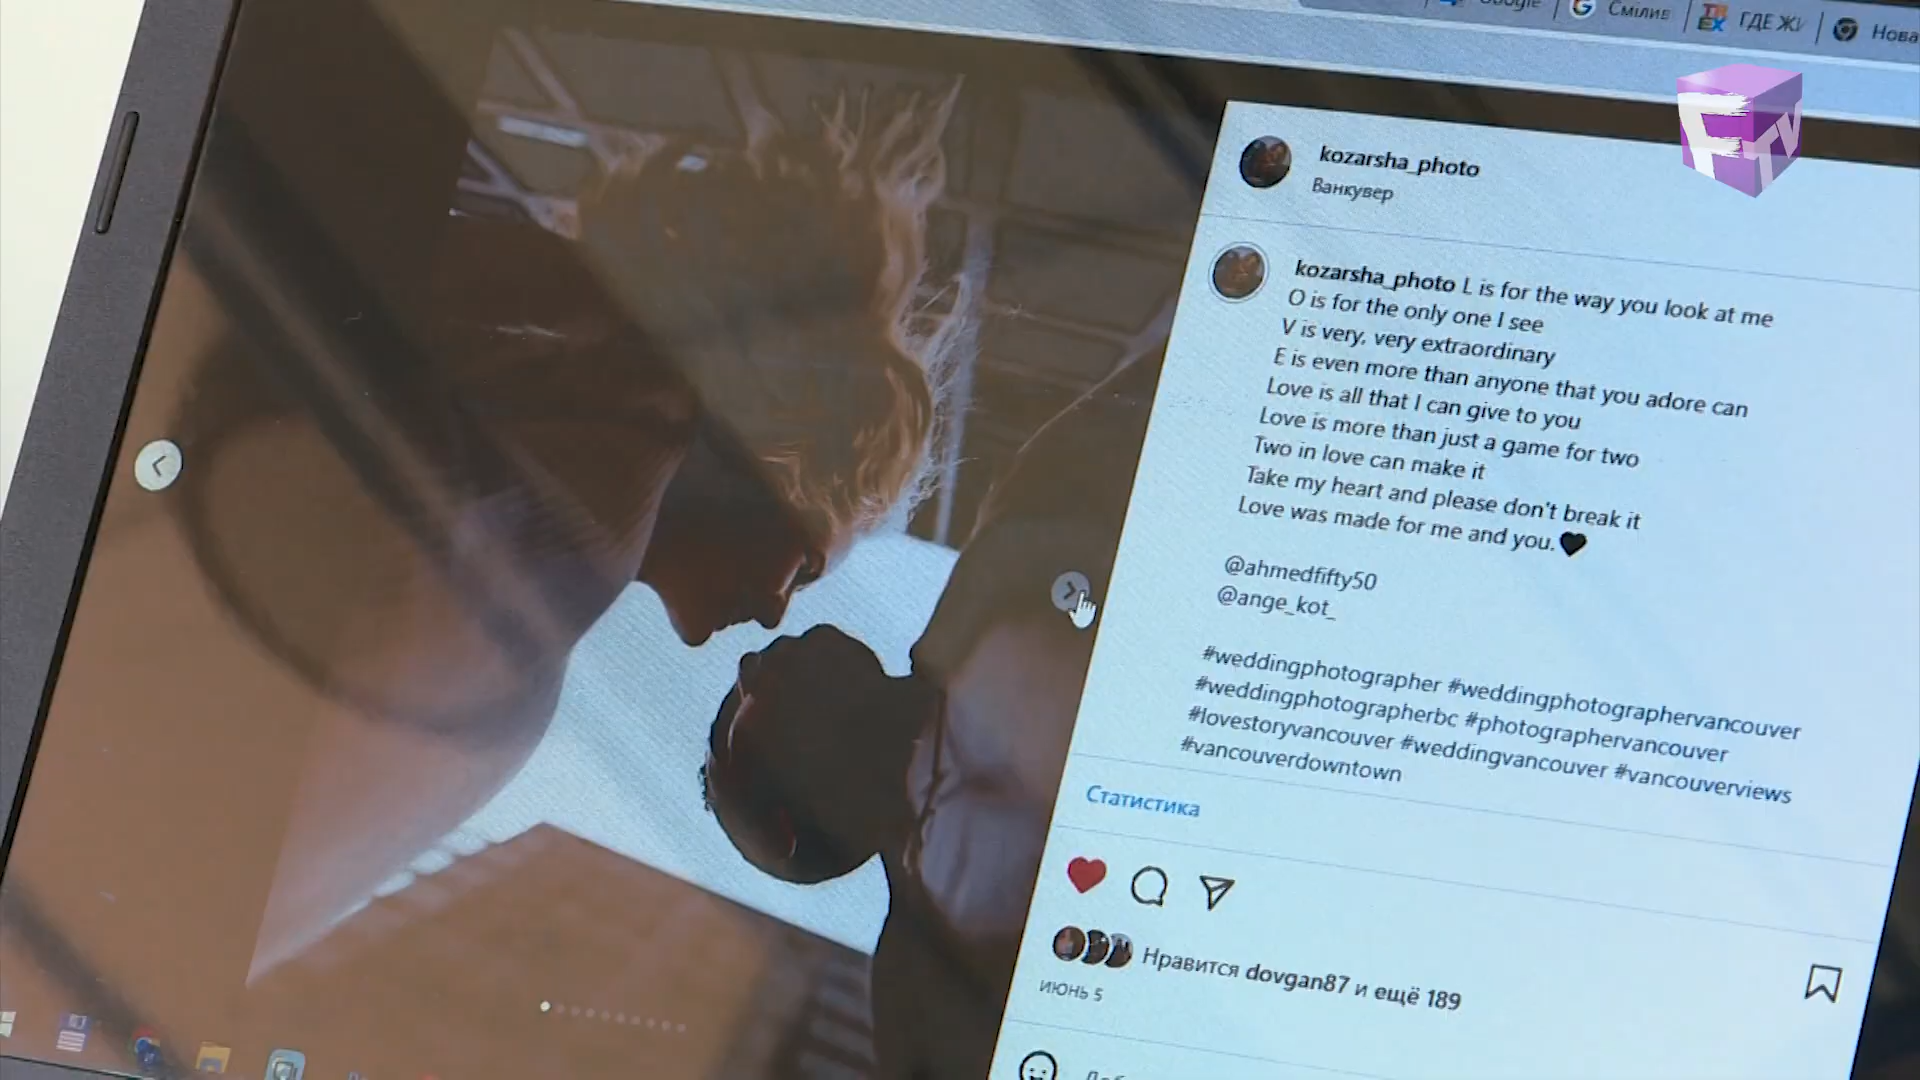 Google
Смілив
ГДЕ ЖИ
Нова
FTV
kozarsha_photo
Ванкувер
kozarsha_photo L is for the way you look at me
O is for the only one I see
V is very, very extraordinary
E is even more than anyone that you adore can
Love is all that I can give to you
Love is more than just a game for two
Two in love can make it
Take my heart and please don't break it
Love was made for me and you.🖤
@ahmedfifty50
@ange_kot_
#weddingphotographer #weddingphotographervancouver
#weddingphotographerbc #photographervancouver
#lovestoryvancouver #weddingvancouver #vancouverviews
#vancouverdowntown
Статистика
Нравится dovgan87 и ещё 189
ИЮНЬ 5